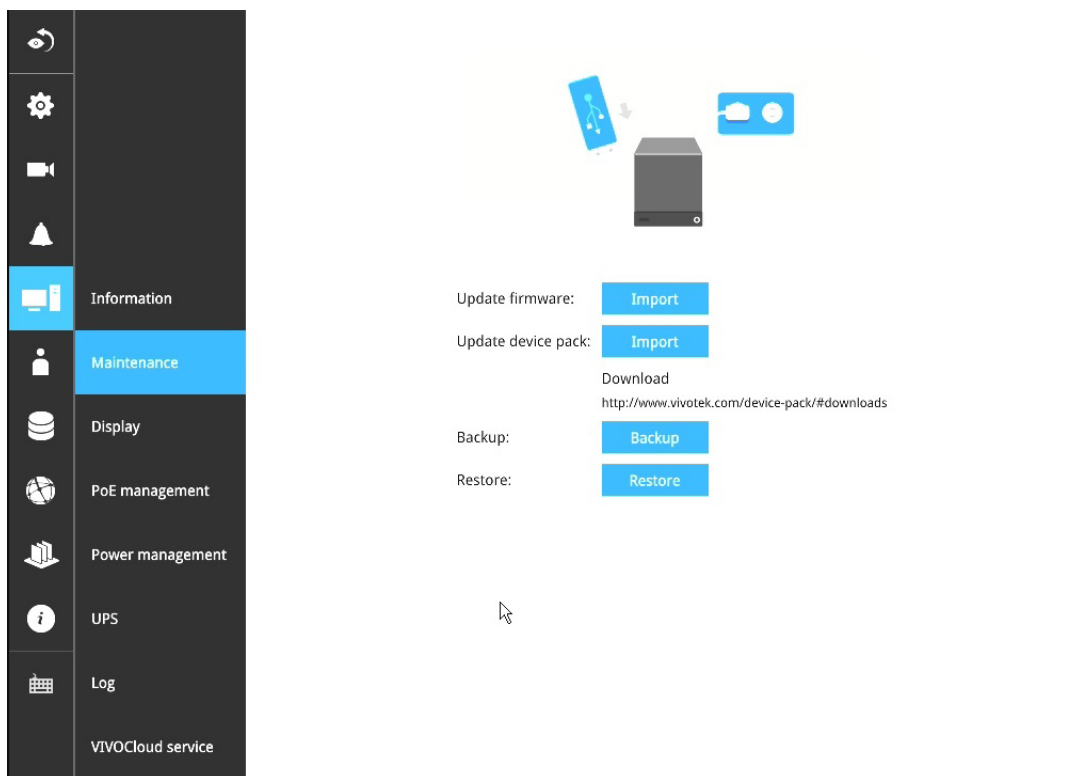 Information
Maintenance
Display
PoE management
Power management
UPS
Log
VIVOCloud service
Update firmware: Import
Update device pack: Import
Download
http://www.vivotek.com/device-pack/#downloads
Backup: Backup
Restore: Restore